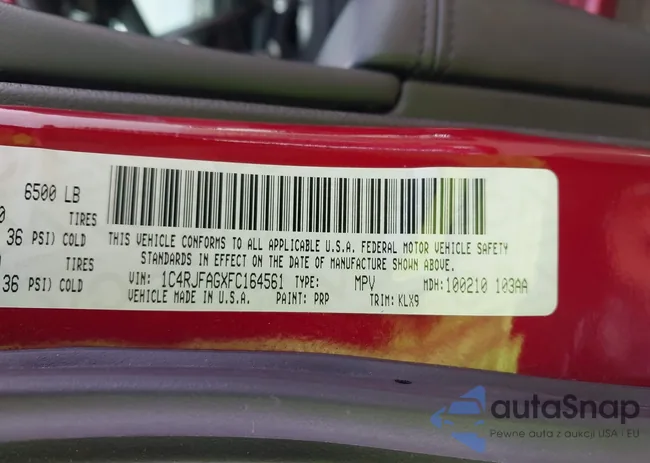 6500 LB
0 TIRES
36 PSI) COLD
TIRES
36 PSI) COLD
THIS VEHICLE CONFORMS TO ALL APPLICABLE U.S.A. FEDERAL MOTOR VEHICLE SAFETY
STANDARDS IN EFFECT ON THE DATE OF MANUFACTURE SHOWN ABOVE.
VIN: 1C4RJFAGXFC164561 TYPE: MPV MDH: 100210 103AA
VEHICLE MADE IN U.S.A. PAINT: PRP TRIM: KLX9
autaSnap
Pewne auta z aukcji USA · EU